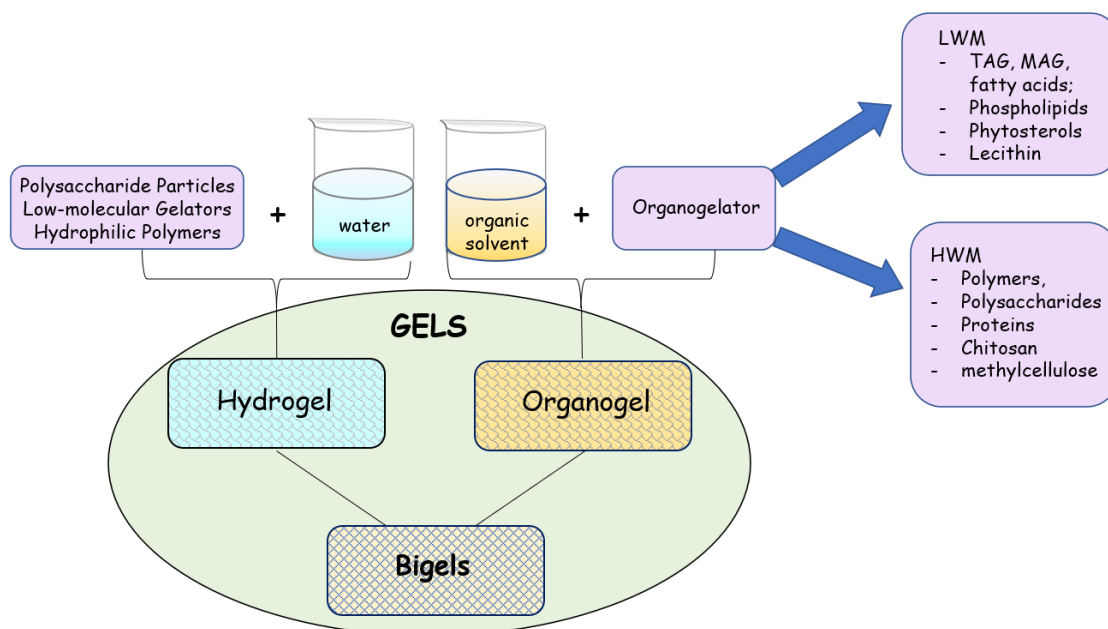 LWM
- TAG, MAG,
fatty acids;
- Phospholipids
- Phytosterols
- Lecithin
Polysaccharide Particles
Low-molecular Gelators
Hydrophilic Polymers
+
water
organic
solvent
+
Organogelator
HWM
- Polymers,
- Polysaccharides
- Proteins
- Chitosan
- methylcellulose
GELS
Hydrogel
Organogel
Bigels